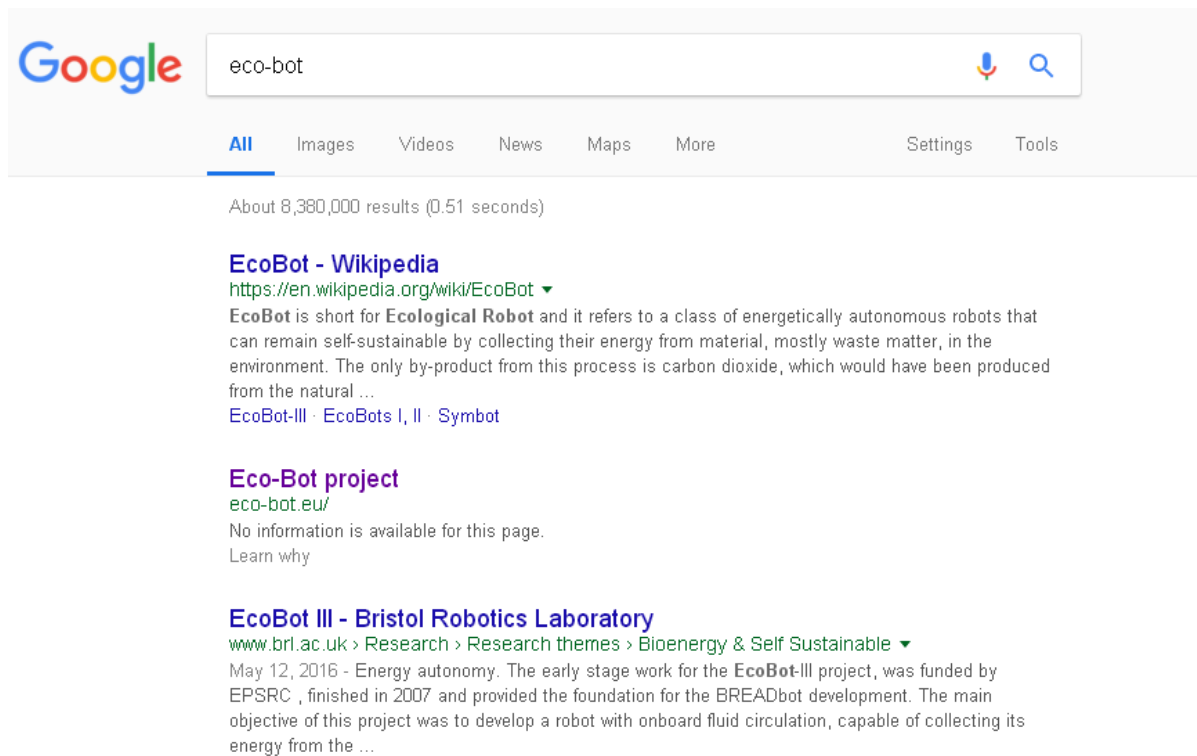 Google
eco-bot
All Images Videos News Maps More Settings Tools
About 8,380,000 results (0.51 seconds)
EcoBot - Wikipedia
https://en.wikipedia.org/wiki/EcoBot
EcoBot is short for Ecological Robot and it refers to a class of energetically autonomous robots that
can remain self-sustainable by collecting their energy from material, mostly waste matter, in the
environment. The only by-product from this process is carbon dioxide, which would have been produced
from the natural ...
EcoBot-III · EcoBots I, II · Symbot
Eco-Bot project
eco-bot.eu/
No information is available for this page.
Learn why
EcoBot III - Bristol Robotics Laboratory
www.brl.ac.uk › Research › Research themes › Bioenergy & Self Sustainable
May 12, 2016 - Energy autonomy. The early stage work for the EcoBot-III project, was funded by
EPSRC , finished in 2007 and provided the foundation for the BREADbot development. The main
objective of this project was to develop a robot with onboard fluid circulation, capable of collecting its
energy from the ...